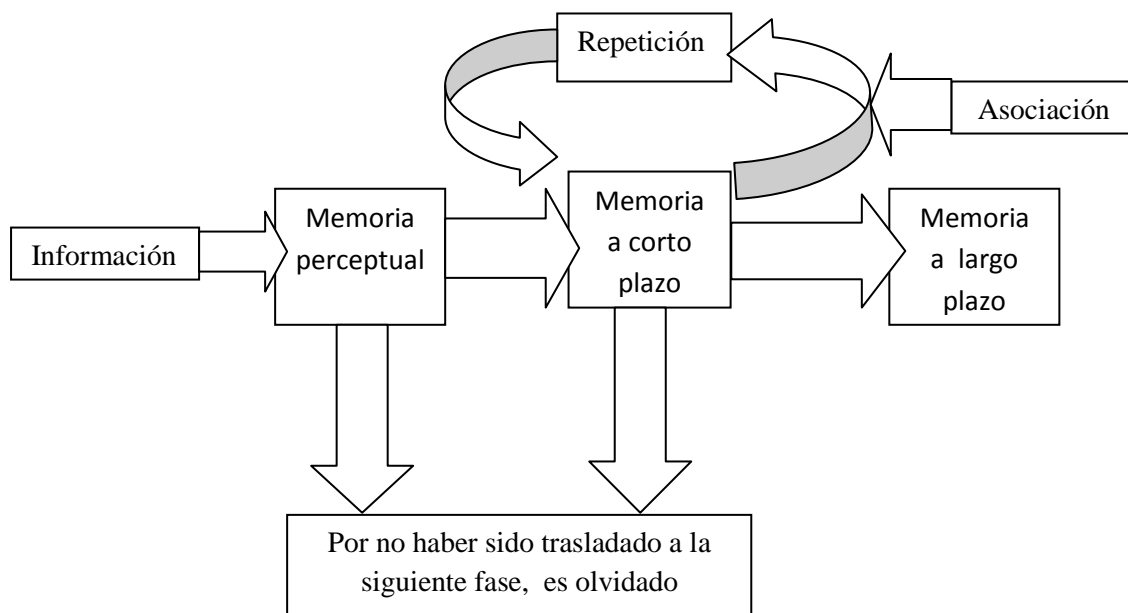 Repetición
Asociación
Información
Memoria
perceptual
Memoria
a corto
plazo
Memoria
a largo
plazo
Por no haber sido trasladado a la
siguiente fase, es olvidado